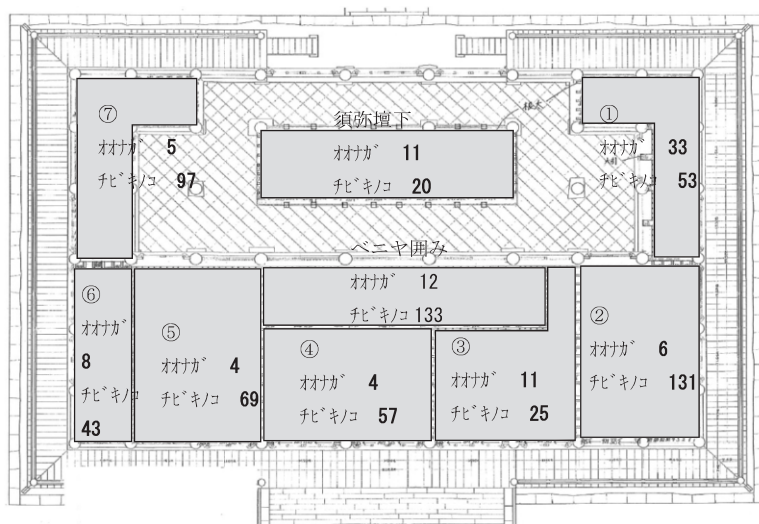 ⑦
オオナガ 5
チビキノコ 97
須弥壇下
オオナガ 11
チビキノコ 20
根太
①
オオナガ 33
チビキノコ 53
ベニヤ囲み
オオナガ 12
チビキノコ 133
⑥
オオナガ
8
チビキノコ
43
⑤
オオナガ 4
チビキノコ 69
④
オオナガ 4
チビキノコ 57
③
オオナガ 11
チビキノコ 25
②
オオナガ 6
チビキノコ 131